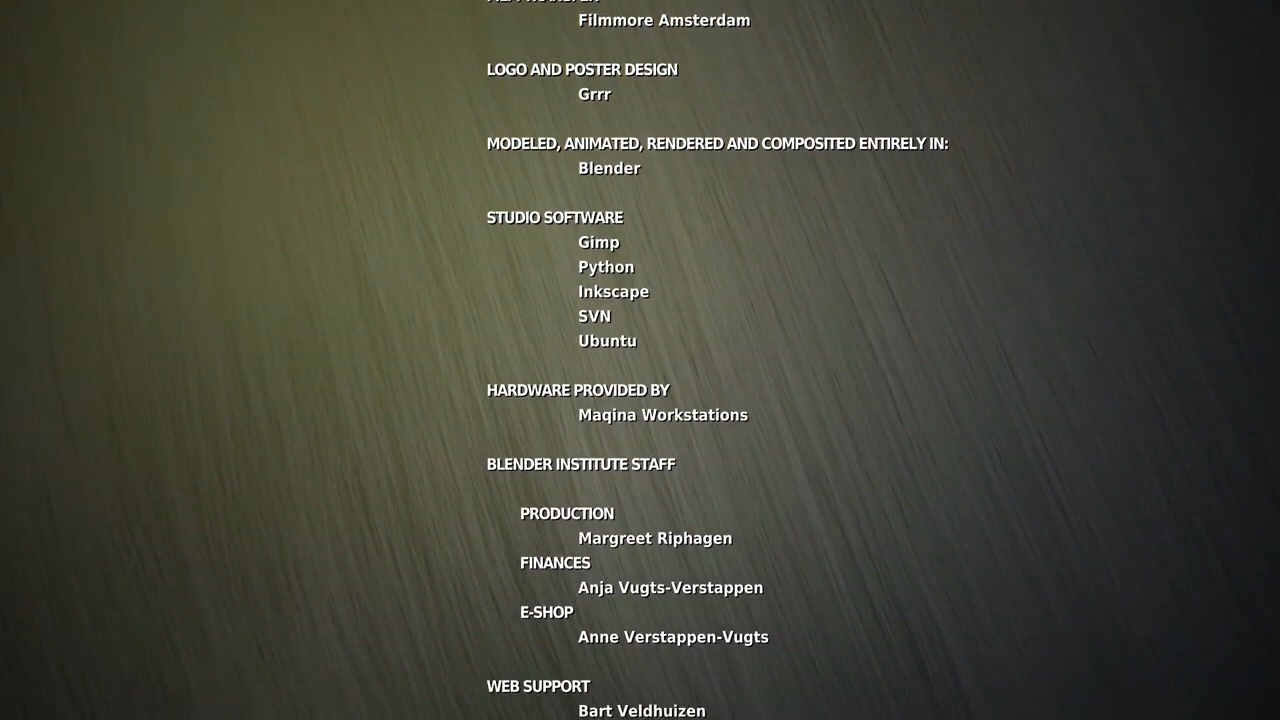 Filmmore Amsterdam
LOGO AND POSTER DESIGN
Grrr
MODELED, ANIMATED, RENDERED AND COMPOSITED ENTIRELY IN:
Blender
STUDIO SOFTWARE
Gimp
Python
Inkscape
SVN
Ubuntu
HARDWARE PROVIDED BY
Maqina Workstations
BLENDER INSTITUTE STAFF
PRODUCTION
Margreet Riphagen
FINANCES
Anja Vugts-Verstappen
E-SHOP
Anne Verstappen-Vugts
WEB SUPPORT
Bart Veldhuizen